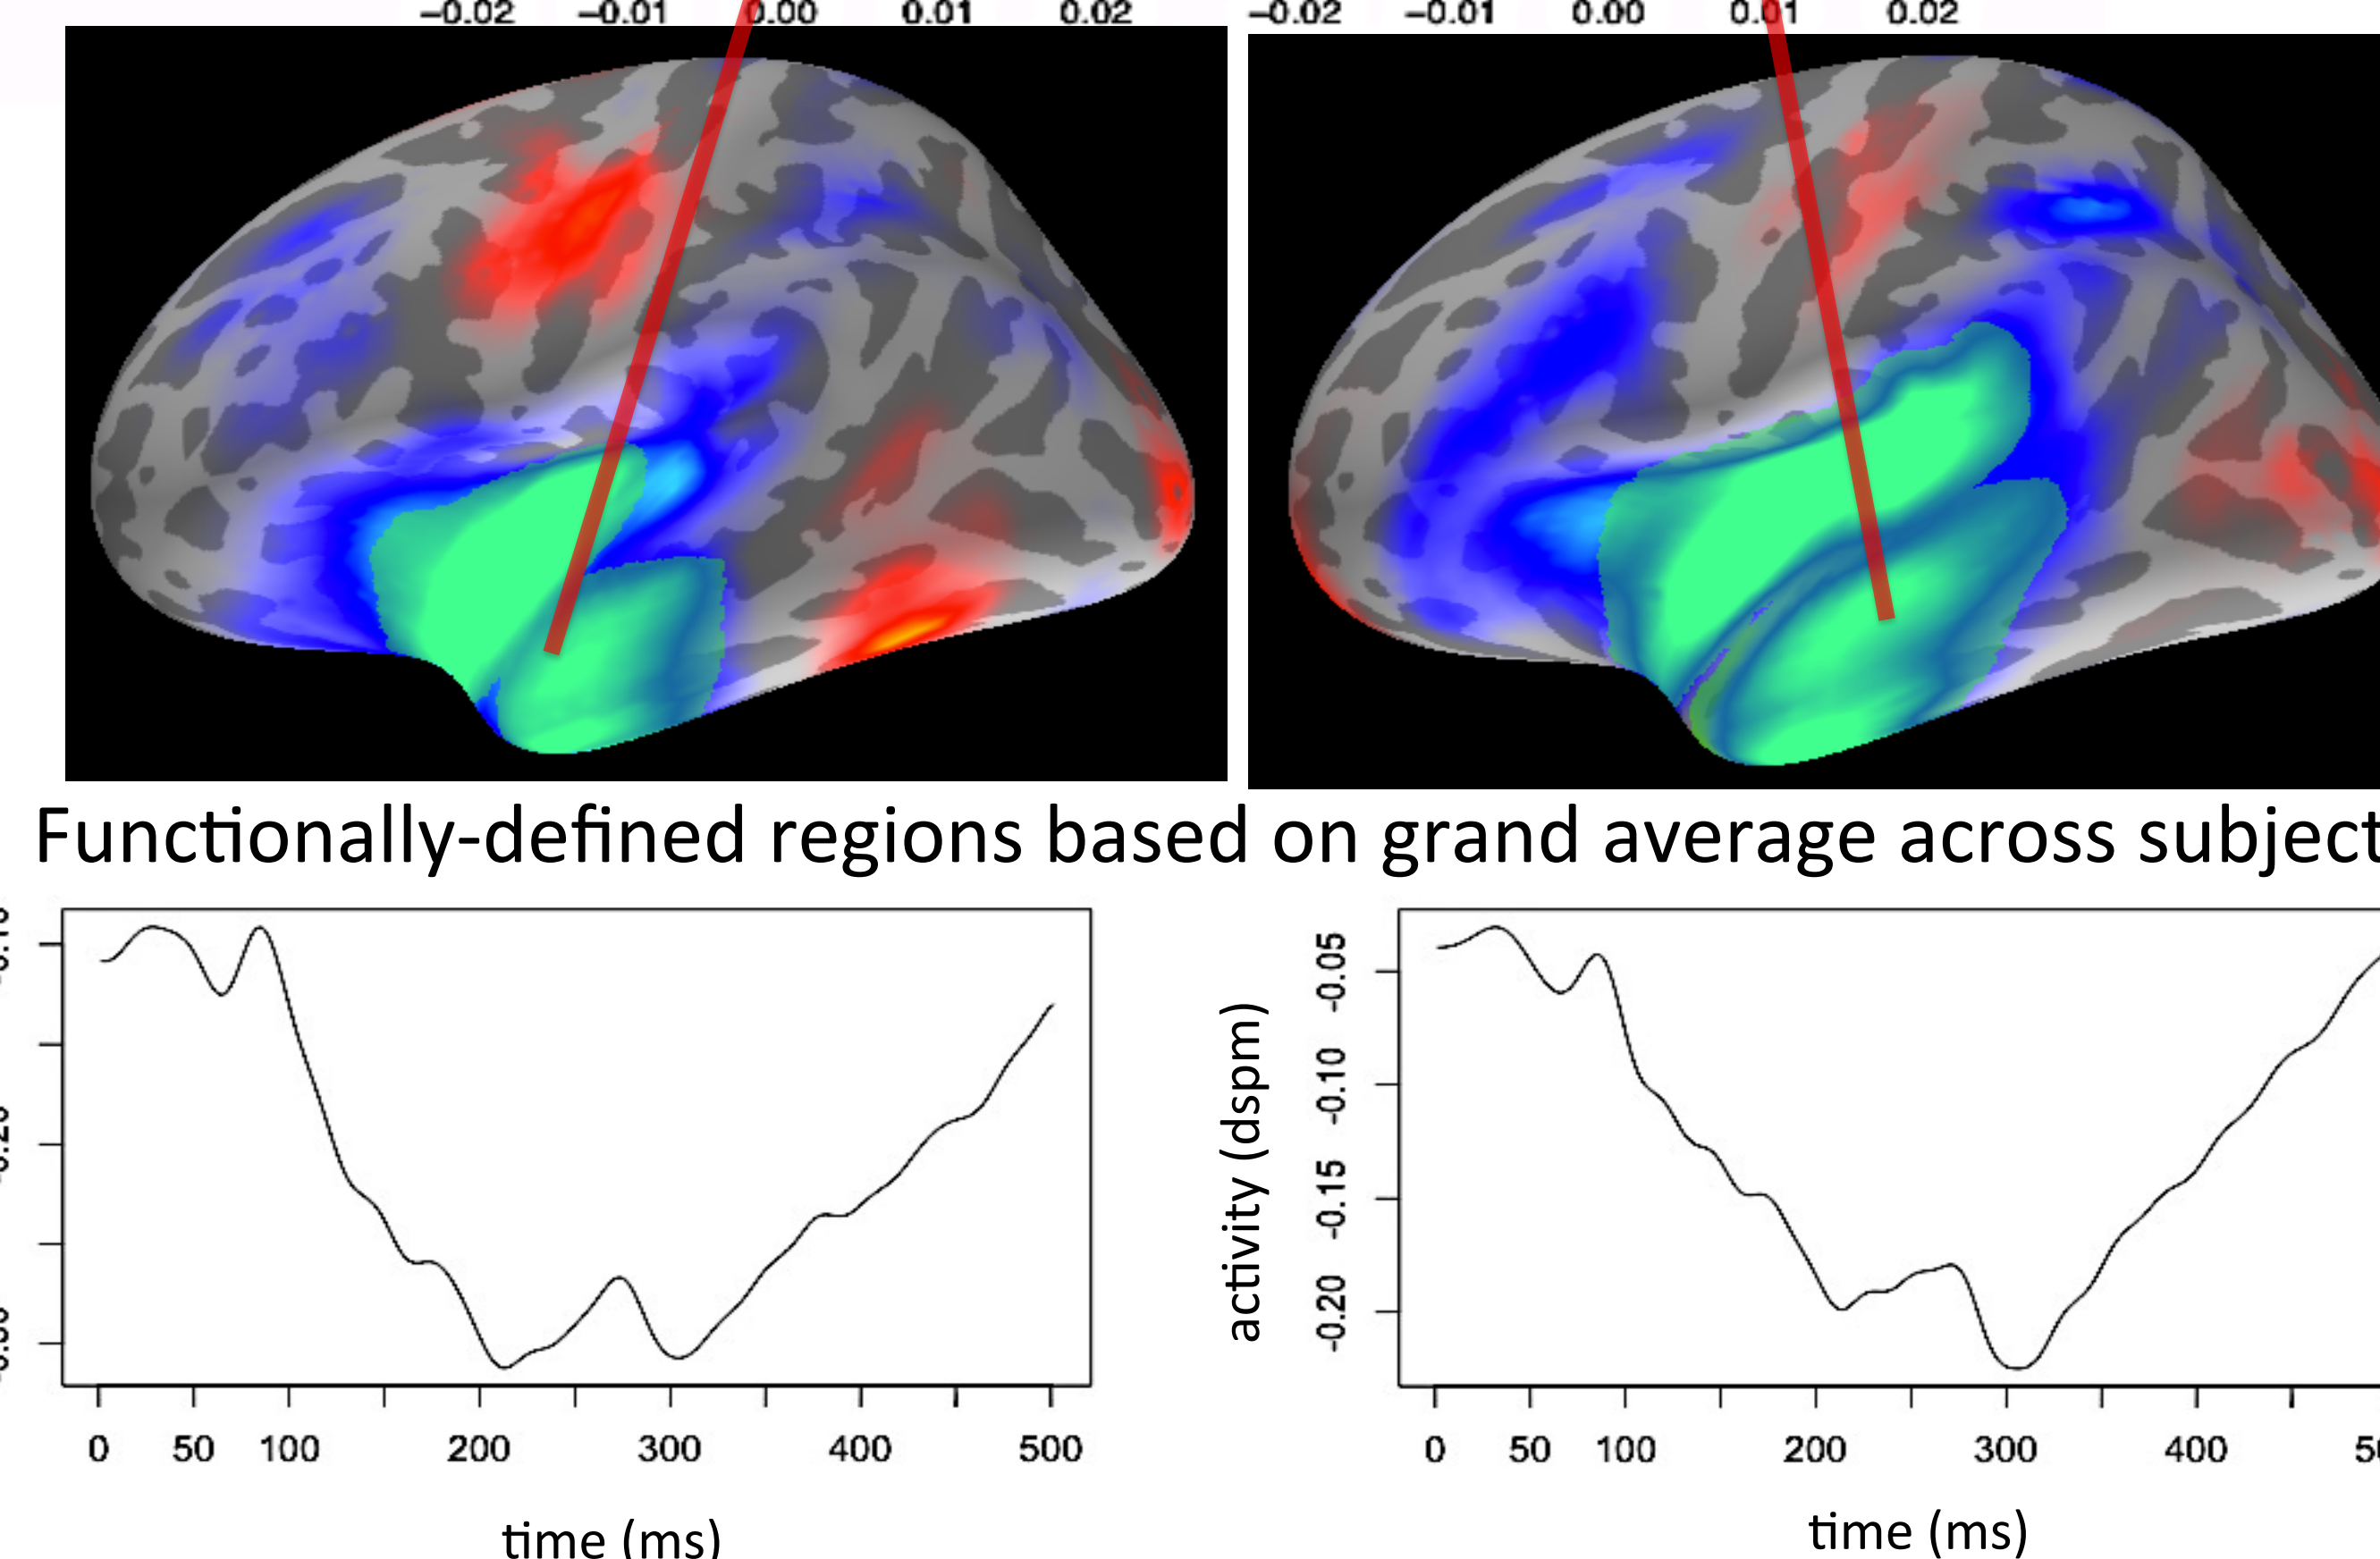 −0.02 −0.01 0.00 0.01 0.02
−0.02 −0.01 0.00 0.01 0.02
Functionally-defined regions based on grand average across subject
activity (dspm)
-0.05
-0.10
-0.15
-0.20
0 50 100 200 300 400 500
0 50 100 200 300 400
time (ms)
time (ms)